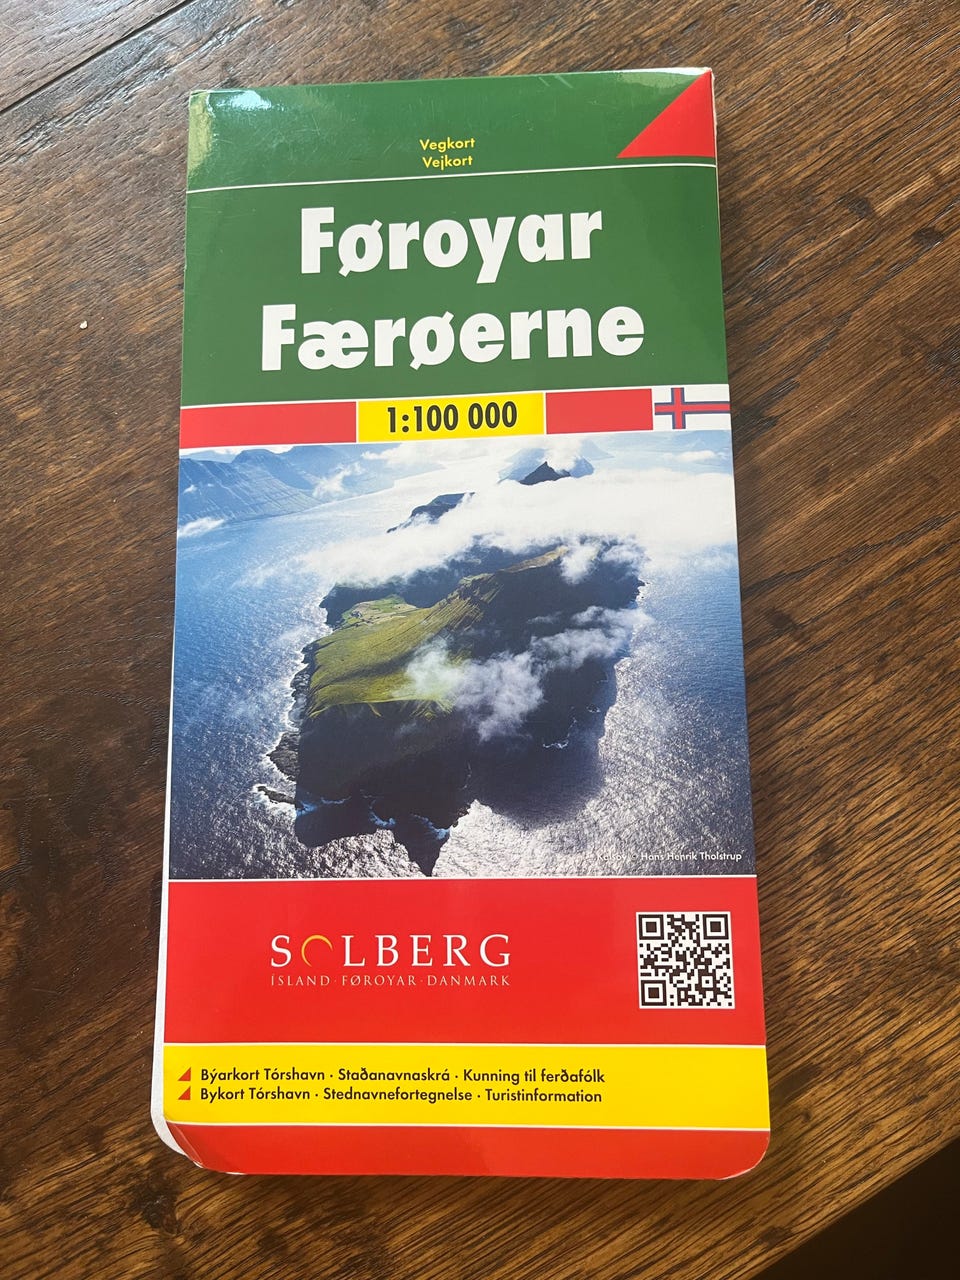 Vegkort
Vejkort
Føroyar
Færøerne
1:100 000
© Hans Henrik Tholstrup
SOLBERG
ÍSLAND · FØROYAR · DANMARK
Býarkort Tórshavn · Staðanavnaskrá · Kunning til ferðafólk
Bykort Tórshavn · Stednavnefortegnelse · Turistinformation